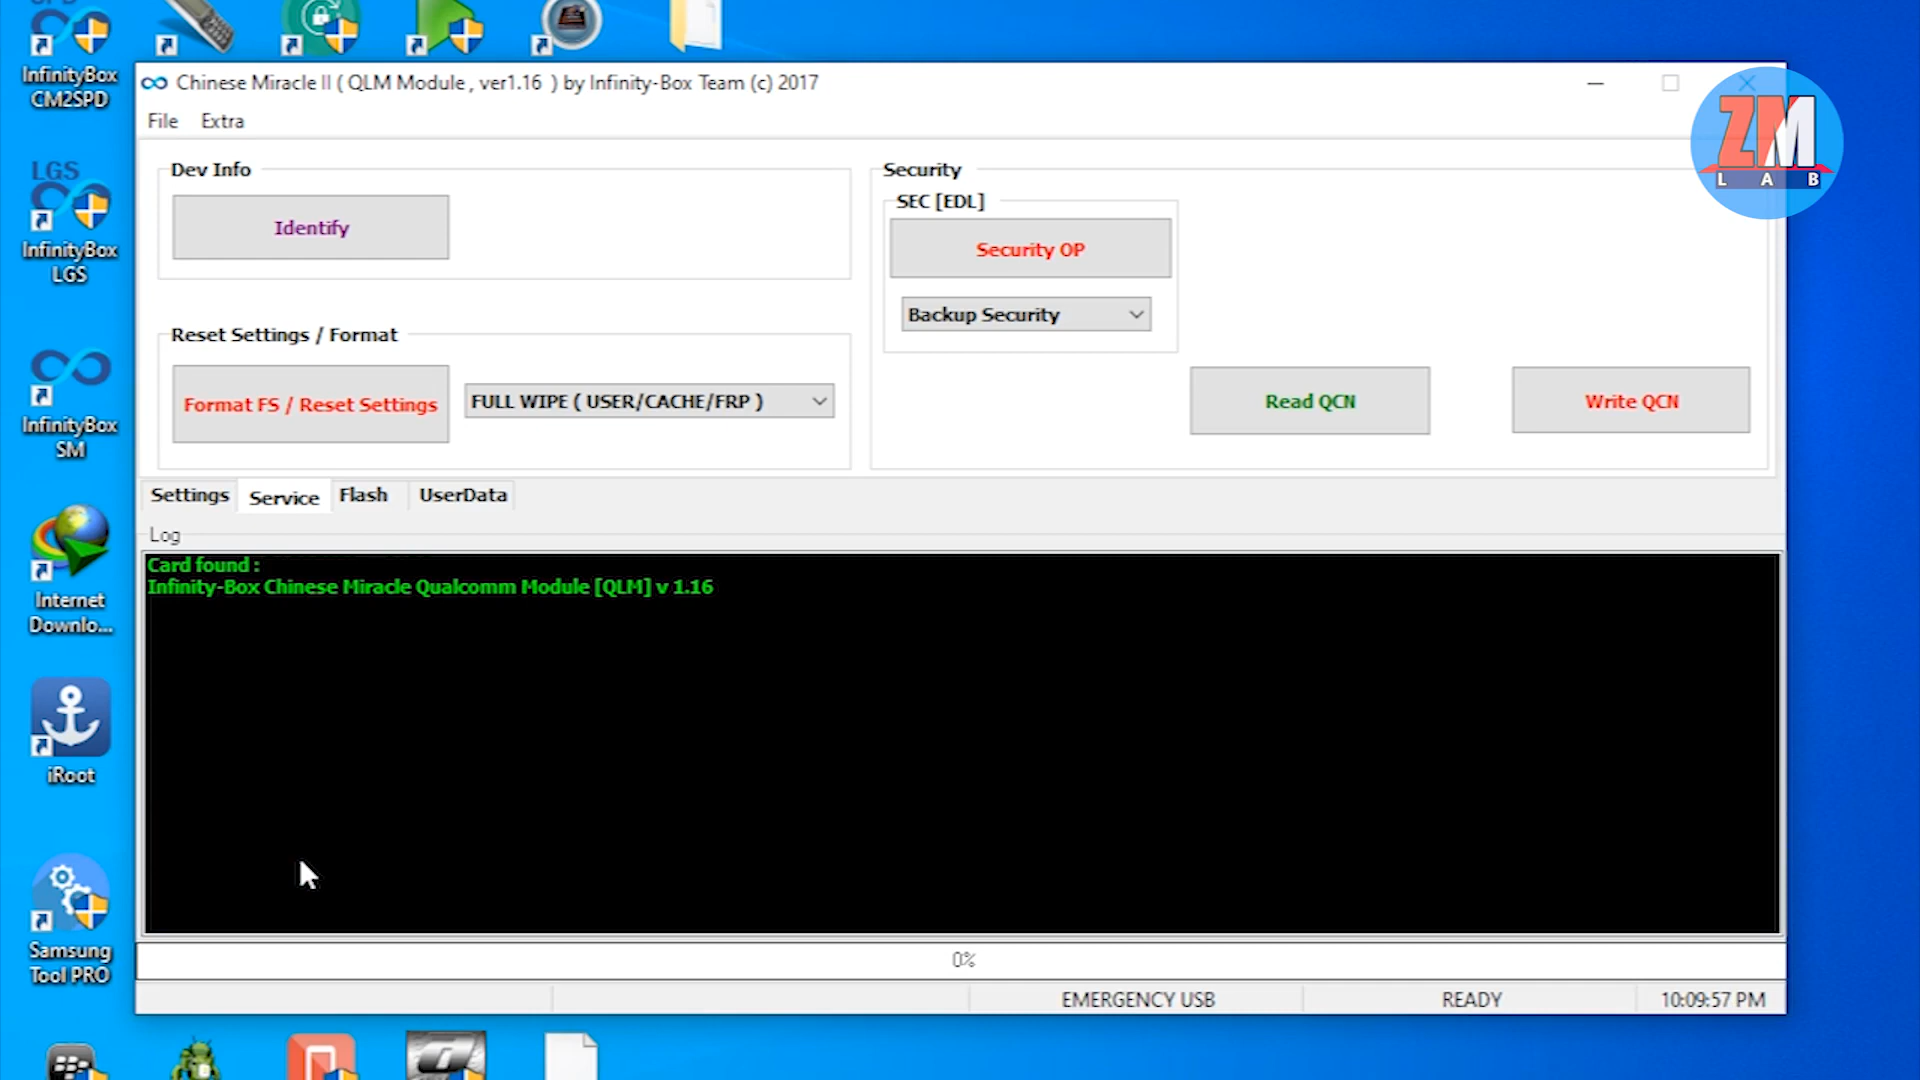 InfinityBox
CM2SPD
LGS
InfinityBox
LGS
InfinityBox
SM
Internet
Downlo...
iRoot
Samsung
Tool PRO
Chinese Miracle II ( QLM Module , ver1.16 ) by Infinity-Box Team (c) 2017
File Extra
Dev Info
Identify
Reset Settings / Format
Format FS / Reset Settings
FULL WIPE ( USER/CACHE/FRP )
Security
SEC [EDL]
Security OP
Backup Security
Read QCN
Write QCN
ZM
LAB
Settings Service Flash UserData
Log
Card found :
Infinity-Box Chinese Miracle Qualcomm Module [QLM] v 1.16
0%
EMERGENCY USB READY 10:09:57 PM